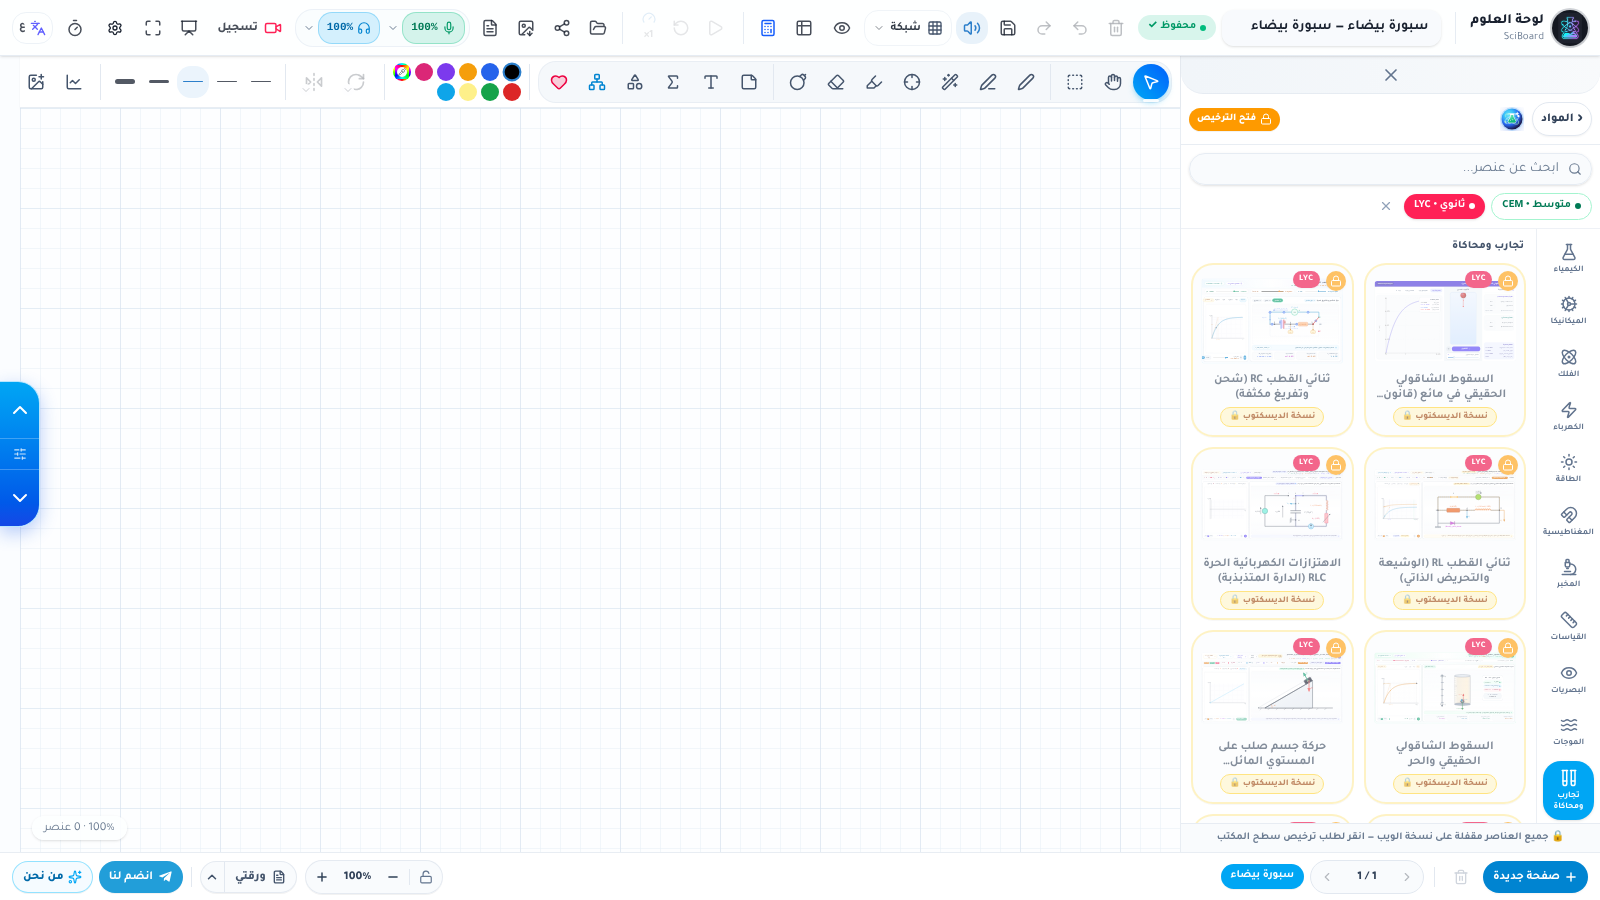 لوحة العلوم
SciBoard
سبورة بيضاء – سبورة بيضاء
محفوظ ✓
شبكة
x1
100%
100%
تسجيل
ع
‹ المواد
فتح الترخيص
ابحث عن عنصر...
متوسط • CEM
ثانوي • LYC
الكيمياء
الميكانيكا
الفلك
الكهرباء
الطاقة
المغناطيسية
المخبر
القياسات
البصريات
الموجات
تجارب
ومحاكاة
تجارب ومحاكاة
LYC
السقوط الشاقولي
الحقيقي في مائع (قانون...
نسخة الديسكتوب 🔒
LYC
ثنائي القطب RC (شحن
وتفريغ مكثفة)
نسخة الديسكتوب 🔒
LYC
ثنائي القطب RL (الوشيعة
والتحريض الذاتي)
نسخة الديسكتوب 🔒
LYC
الاهتزازات الكهربائية الحرة
RLC (الدارة المتذبذبة)
نسخة الديسكتوب 🔒
LYC
السقوط الشاقولي
الحقيقي والحر
نسخة الديسكتوب 🔒
LYC
حركة جسم صلب على
المستوي المائل...
نسخة الديسكتوب 🔒
🔒 جميع العناصر مقفلة على نسخة الويب – انقر لطلب ترخيص سطح المكتب
100% · 0 عنصر
+ صفحة جديدة
1 / 1
سبورة بيضاء
100%
ورقتي
انضم لنا
من نحن